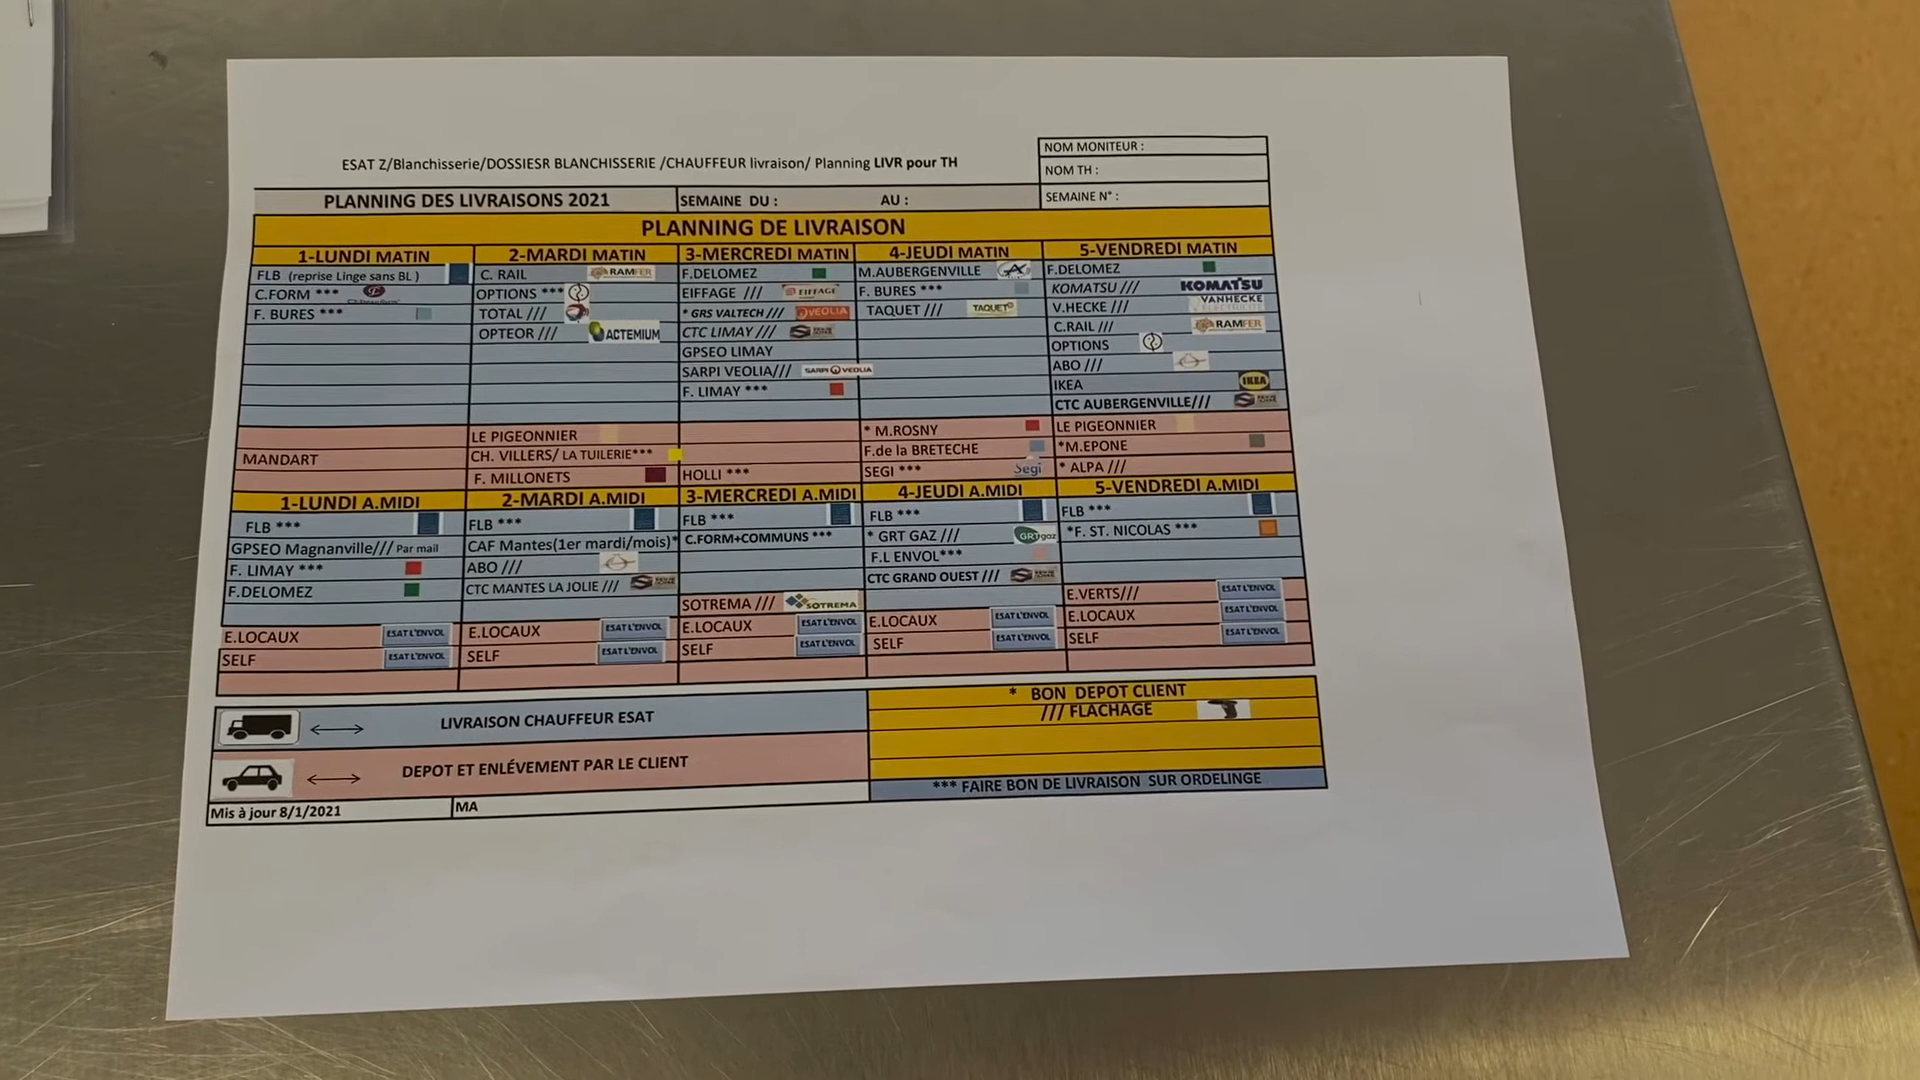 ESAT Z/Blanchisserie/DOSSIESR BLANCHISSERIE /CHAUFFEUR livraison/ Planning LIVR pour TH
NOM MONITEUR :
NOM TH :
SEMAINE N° :
PLANNING DES LIVRAISONS 2021
SEMAINE DU :
AU :
PLANNING DE LIVRAISON
1-LUNDI MATIN
FLB (reprise Linge sans BL )
C.FORM ***
F. BURES ***
MANDART
2-MARDI MATIN
C. RAIL RAMFER
OPTIONS ***
TOTAL ///
OPTEOR /// ACTEMIUM
LE PIGEONNIER
CH. VILLERS/ LA TUILERIE***
F. MILLONETS
3-MERCREDI MATIN
F.DELOMEZ
EIFFAGE /// EIFFAGE
* GRS VALTECH /// VEOLIA
CTC LIMAY ///
GPSEO LIMAY
SARPI VEOLIA/// SARPI VEOLIA
F. LIMAY ***
HOLLI ***
4-JEUDI MATIN
M.AUBERGENVILLE
F. BURES ***
TAQUET /// TAQUET
* M.ROSNY
F.de la BRETECHE
SEGI *** Segi
5-VENDREDI MATIN
F.DELOMEZ
KOMATSU /// KOMATSU
V.HECKE /// VANHECKE
C.RAIL /// RAMFER
OPTIONS
ABO ///
IKEA IKEA
CTC AUBERGENVILLE///
LE PIGEONNIER
*M.EPONE
* ALPA ///
1-LUNDI A.MIDI
FLB ***
GPSEO Magnanville/// Par mail
F. LIMAY ***
F.DELOMEZ
E.LOCAUX ESAT L'ENVOL
SELF ESAT L'ENVOL
2-MARDI A.MIDI
FLB ***
CAF Mantes(1er mardi/mois)*
ABO ///
CTC MANTES LA JOLIE ///
E.LOCAUX ESAT L'ENVOL
SELF ESAT L'ENVOL
3-MERCREDI A.MIDI
FLB ***
C.FORM+COMMUNS ***
SOTREMA /// SOTREMA
E.LOCAUX ESAT L'ENVOL
SELF ESAT L'ENVOL
4-JEUDI A.MIDI
FLB ***
* GRT GAZ /// GRTgaz
F.L ENVOL***
CTC GRAND OUEST ///
E.LOCAUX ESAT L'ENVOL
SELF ESAT L'ENVOL
5-VENDREDI A.MIDI
FLB ***
*F. ST. NICOLAS ***
E.VERTS/// ESAT L'ENVOL
E.LOCAUX ESAT L'ENVOL
SELF ESAT L'ENVOL
LIVRAISON CHAUFFEUR ESAT
DEPOT ET ENLÉVEMENT PAR LE CLIENT
* BON DEPOT CLIENT
/// FLACHAGE
*** FAIRE BON DE LIVRAISON SUR ORDELINGE
Mis à jour 8/1/2021
MA